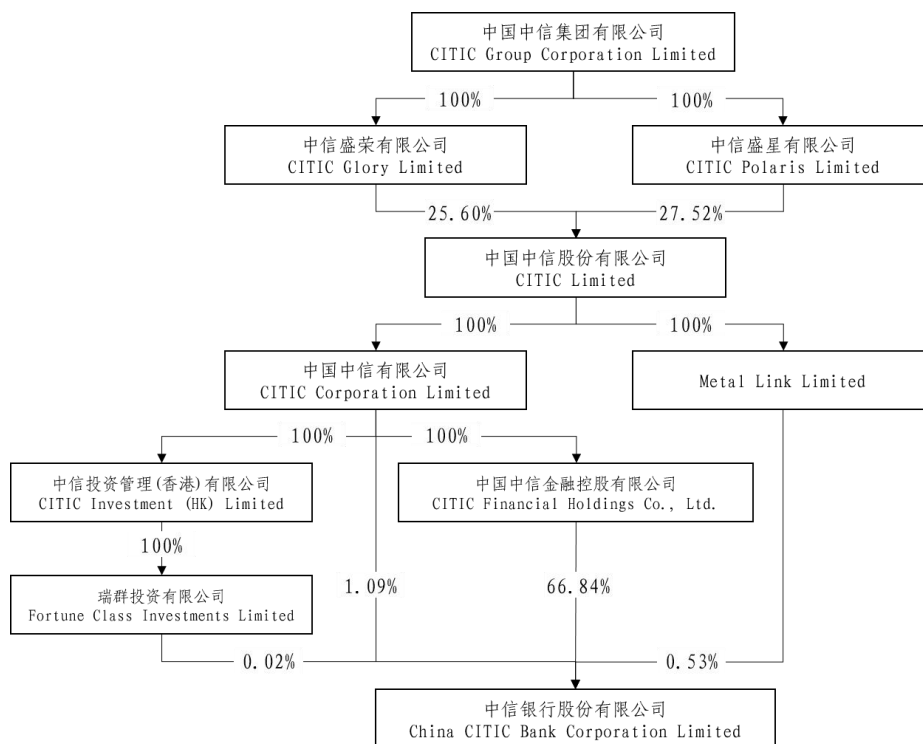 中国中信集团有限公司
CITIC Group Corporation Limited
100%
100%
中信盛荣有限公司
CITIC Glory Limited
中信盛星有限公司
CITIC Polaris Limited
25.60%
27.52%
中国中信股份有限公司
CITIC Limited
100%
100%
中国中信有限公司
CITIC Corporation Limited
Metal Link Limited
100%
100%
中信投资管理(香港)有限公司
CITIC Investment (HK) Limited
中国中信金融控股有限公司
CITIC Financial Holdings Co., Ltd.
100%
瑞群投资有限公司
Fortune Class Investments Limited
1.09%
66.84%
0.02%
0.53%
中信银行股份有限公司
China CITIC Bank Corporation Limited